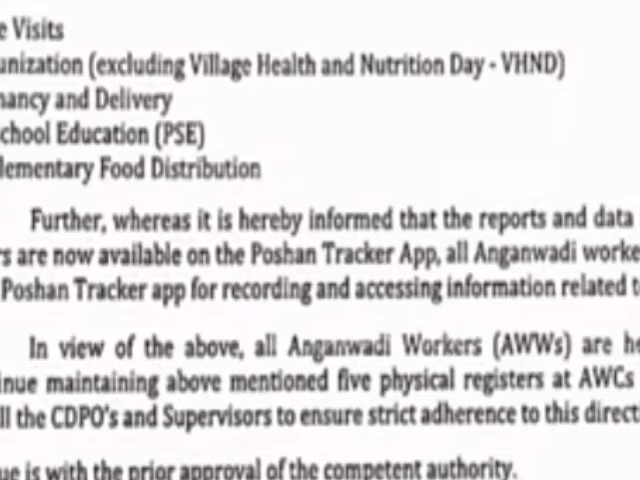 e Visits
unization (excluding Village Health and Nutrition Day - VHND)
nancy and Delivery
chool Education (PSE)
lementary Food Distribution
Further, whereas it is hereby informed that the reports and data
rs are now available on the Poshan Tracker App, all Anganwadi worke
Poshan Tracker app for recording and accessing information related t
In view of the above, all Anganwadi Workers (AWWs) are he
inue maintaining above mentioned five physical registers at AWCs
ll the CDPO's and Supervisors to ensure strict adherence to this directi
ue is with the prior approval of the competent authority.